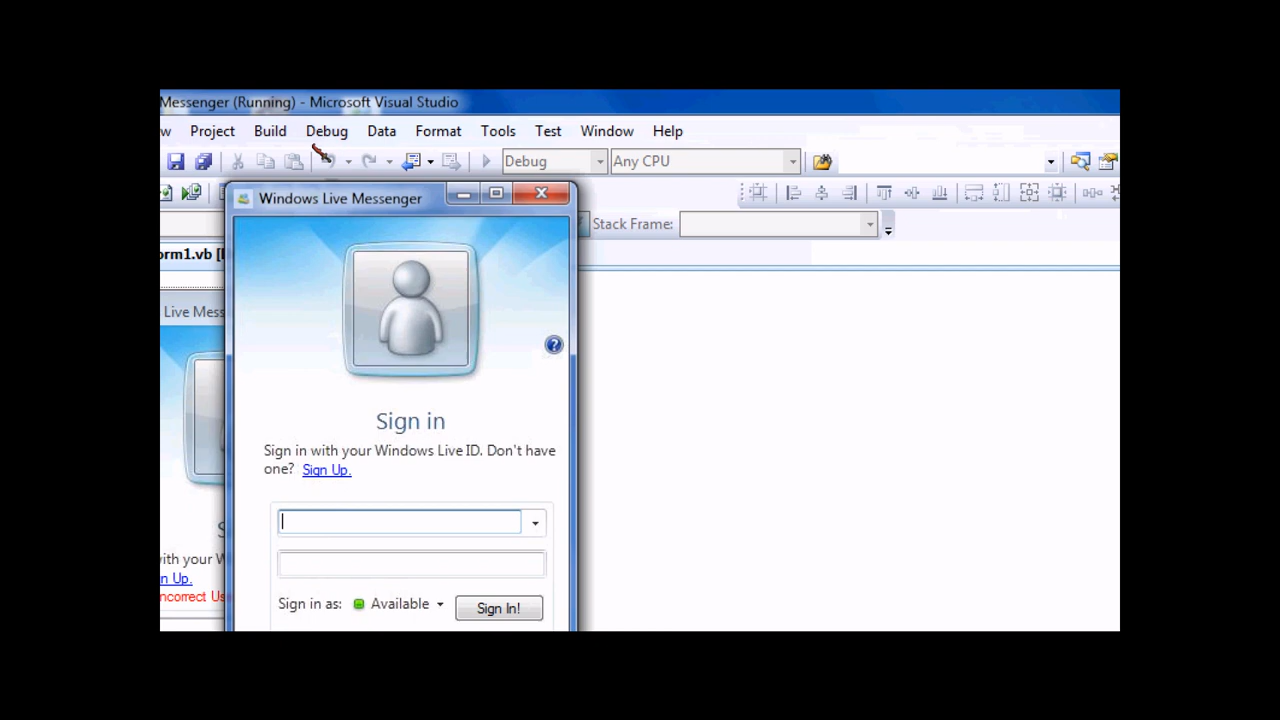 Messenger (Running) - Microsoft Visual Studio
w Project Build Debug Data Format Tools Test Window Help
Debug Any CPU
Windows Live Messenger
Stack Frame:
orm1.vb [
Live Mess
Sign in
Sign in with your Windows Live ID. Don't have
one? Sign Up.
S
with your W
n Up.
ncorrect Us
Sign in as: Available Sign In!